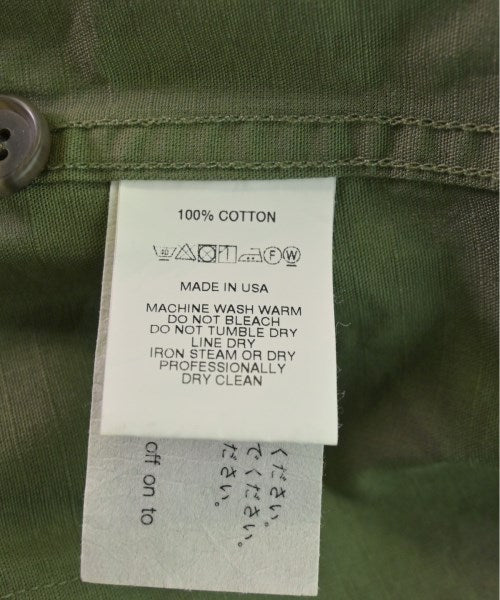 100% COTTON
MADE IN USA
MACHINE WASH WARM
DO NOT BLEACH
DO NOT TUMBLE DRY
LINE DRY
IRON STEAM OR DRY
PROFESSIONALLY
DRY CLEAN
ください。
でください。
ださい。
off on to